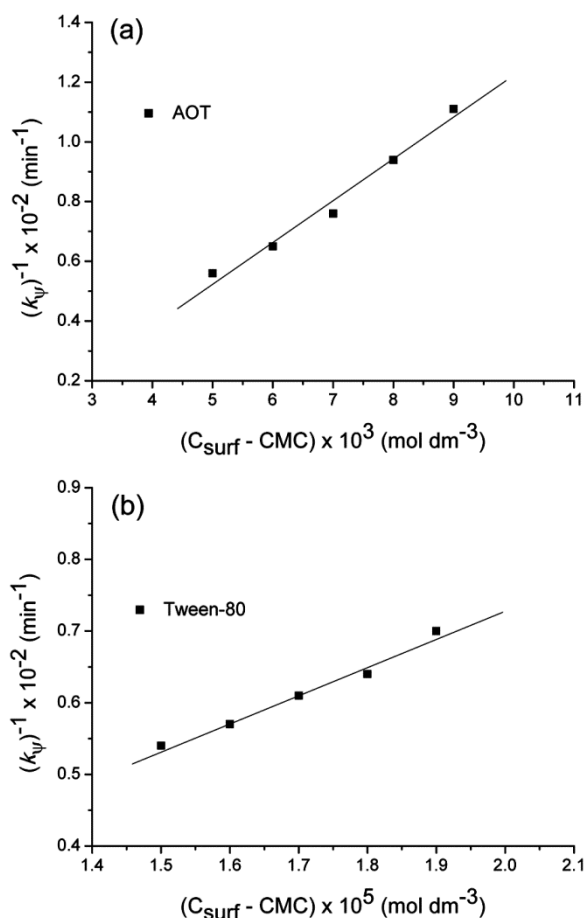 (a)
1.4
1.2
1.0
0.8
0.6
0.4
0.2
AOT
(kψ)⁻¹ x 10⁻² (min⁻¹)
3 4 5 6 7 8 9 10 11
(Csurf - CMC) x 10³ (mol dm⁻³)
(b)
0.9
0.8
0.7
0.6
0.5
0.4
Tween-80
(kψ)⁻¹ x 10⁻² (min⁻¹)
1.4 1.5 1.6 1.7 1.8 1.9 2.0 2.1
(Csurf - CMC) x 10⁵ (mol dm⁻³)